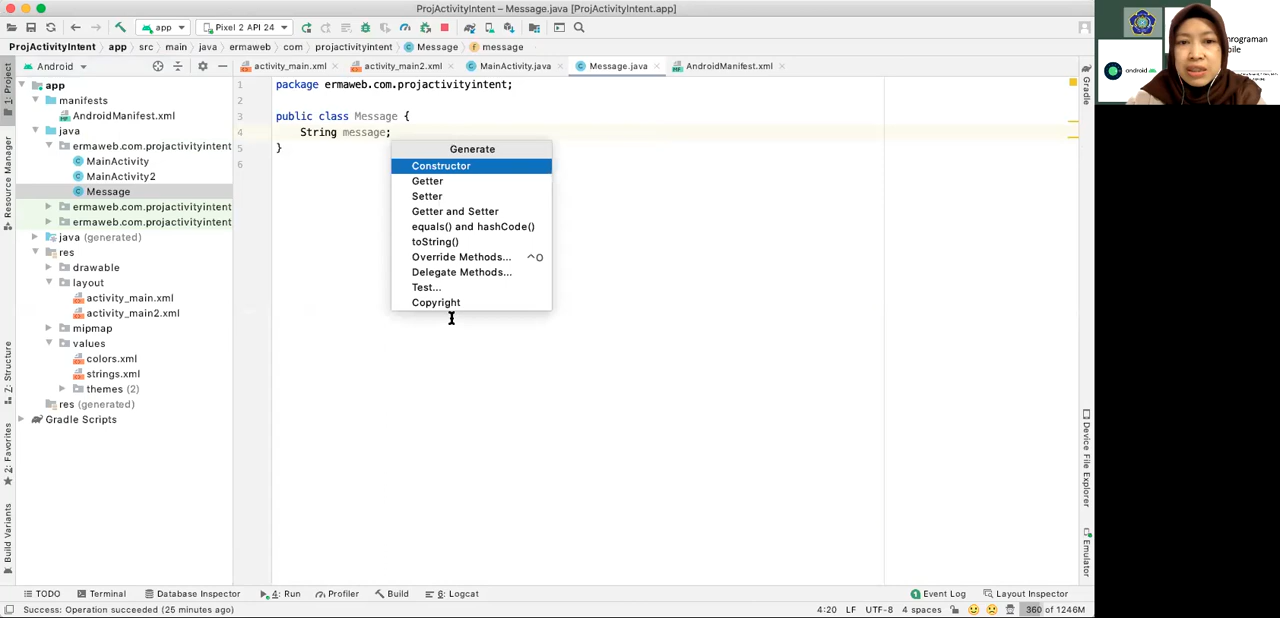 ProjActivityIntent – Message.java [ProjActivityIntent.app]
app
Pixel 2 API 24
ProjActivityIntent
app
src
main
java
ermaweb
com
projactivityintent
Message
message
Android
activity_main.xml
activity_main2.xml
MainActivity.java
Message.java
AndroidManifest.xml
1: Project
Resource Manager
Z: Structure
2: Favorites
Build Variants
app
manifests
AndroidManifest.xml
java
ermaweb.com.projactivityintent
MainActivity
MainActivity2
Message
ermaweb.com.projactivityintent
ermaweb.com.projactivityintent
java (generated)
res
drawable
layout
activity_main.xml
activity_main2.xml
mipmap
values
colors.xml
strings.xml
themes (2)
res (generated)
Gradle Scripts
1 package ermaweb.com.projactivityintent;
2
3 public class Message {
4 String message;
5 }
6
Generate
Constructor
Getter
Setter
Getter and Setter
equals() and hashCode()
toString()
Override Methods... ^O
Delegate Methods...
Test...
Copyright
Gradle
Device File Explorer
Emulator
TODO
Terminal
Database Inspector
4: Run
Profiler
Build
6: Logcat
1 Event Log
Layout Inspector
Success: Operation succeeded (25 minutes ago)
4:20
LF
UTF-8
4 spaces
360 of 1246M
android